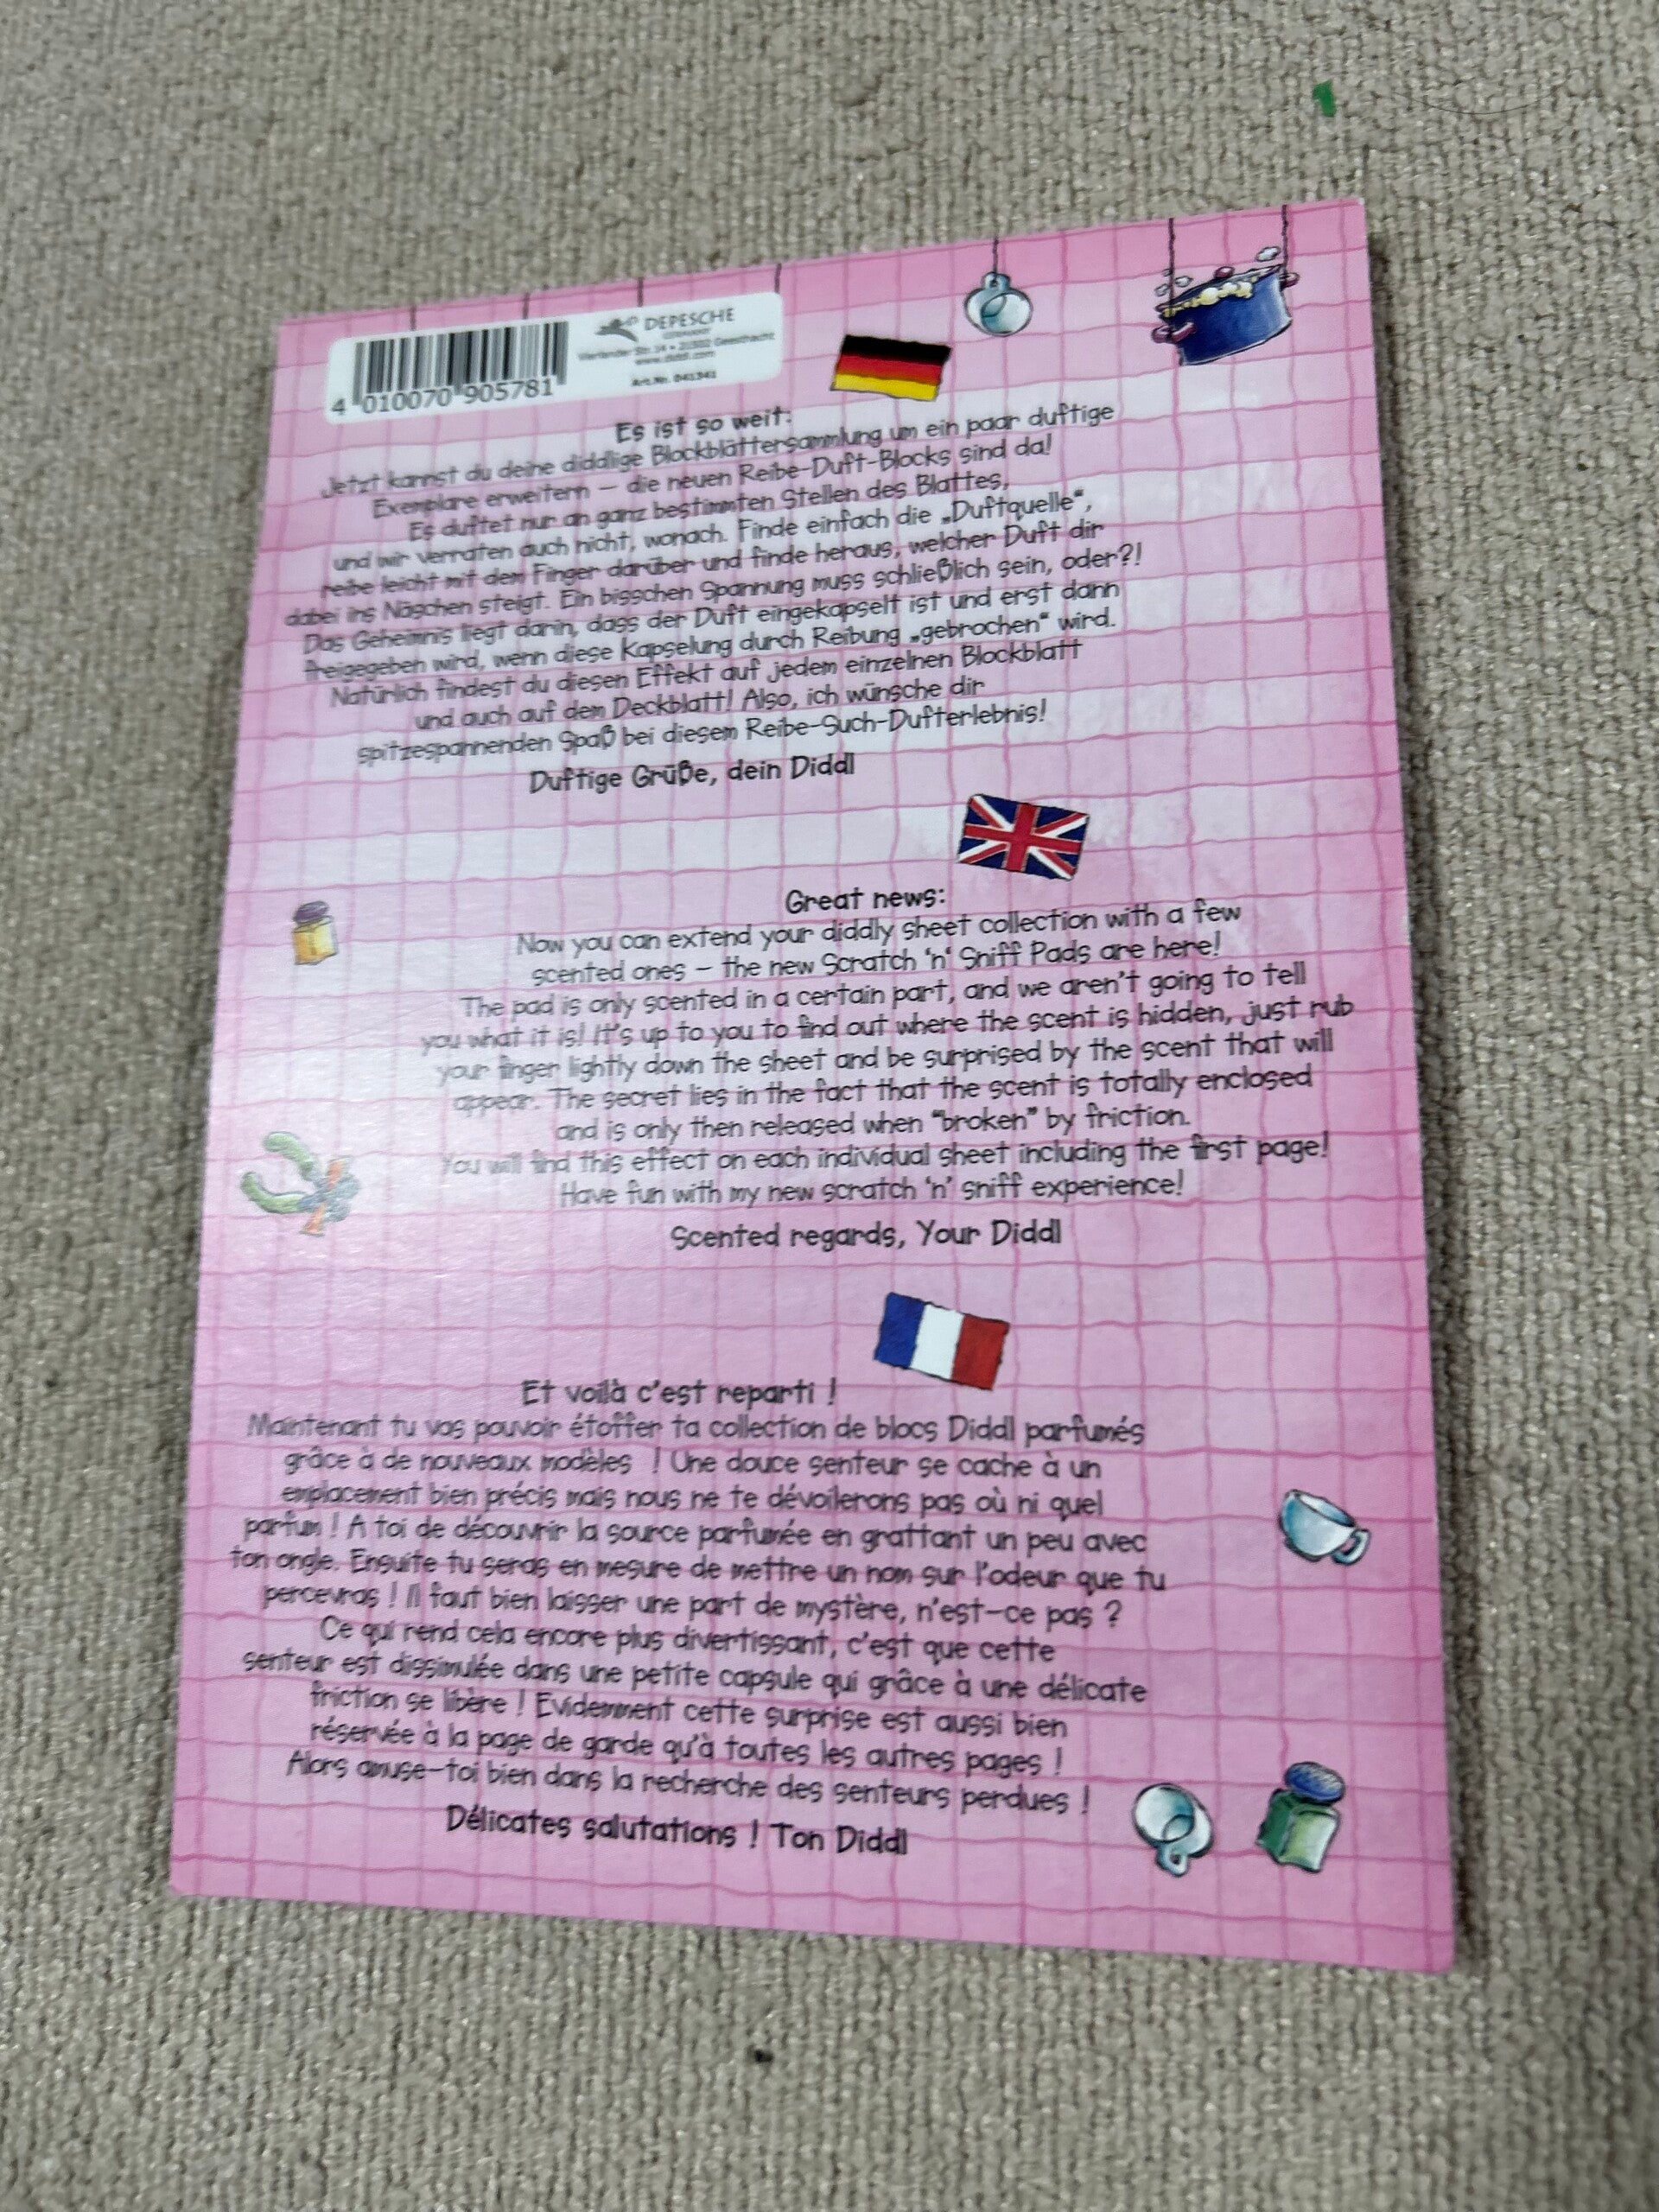 4 010070 905781
DEPESCHE
GERMANY
Vierlander Str. 14 • 21502 Geesthacht
www.diddl.com
Art.Nr. 041341
Es ist so weit:
Jetzt kannst du deine diddlige Blockblättersammlung um ein paar duftige
Exemplare erweitern – die neuen Reibe-Duft-Blocks sind da!
Es duftet nur an ganz bestimmten Stellen des Blattes,
und wir verraten auch nicht, wonach. Finde einfach die „Duftquelle“,
reibe leicht mit dem Finger darüber und finde heraus, welcher Duft dir
dabei ins Näschen steigt. Ein bisschen Spannung muss schließlich sein, oder?!
Das Geheimnis liegt darin, dass der Duft eingekapselt ist und erst dann
freigegeben wird, wenn diese Kapselung durch Reibung „gebrochen“ wird.
Natürlich findest du diesen Effekt auf jedem einzelnen Blockblatt
und auch auf dem Deckblatt! Also, ich wünsche dir
spitzespannenden Spaß bei diesem Reibe-Such-Dufterlebnis!
Duftige Grüße, dein Diddl
Great news:
Now you can extend your diddly sheet collection with a few
scented ones – the new Scratch ‘n‘ Sniff Pads are here!
The pad is only scented in a certain part, and we aren’t going to tell
you what it is! It’s up to you to find out where the scent is hidden, just rub
your finger lightly down the sheet and be surprised by the scent that will
appear. The secret lies in the fact that the scent is totally enclosed
and is only then released when “broken” by friction.
You will find this effect on each individual sheet including the first page!
Have fun with my new scratch ‘n’ sniff experience!
Scented regards, Your Diddl
Et voilà c’est reparti !
Maintenant tu vas pouvoir étoffer ta collection de blocs Diddl parfumés
grâce à de nouveaux modèles ! Une douce senteur se cache à un
emplacement bien précis mais nous ne te dévoilerons pas où ni quel
parfum ! A toi de découvrir la source parfumée en grattant un peu avec
ton ongle. Ensuite tu seras en mesure de mettre un nom sur l’odeur que tu
percevras ! Il faut bien laisser une part de mystère, n’est-ce pas ?
Ce qui rend cela encore plus divertissant, c’est que cette
senteur est dissimulée dans une petite capsule qui grâce à une délicate
friction se libère ! Evidemment cette surprise est aussi bien
réservée à la page de garde qu’à toutes les autres pages !
Alors amuse-toi bien dans la recherche des senteurs perdues !
Délicates salutations ! Ton Diddl